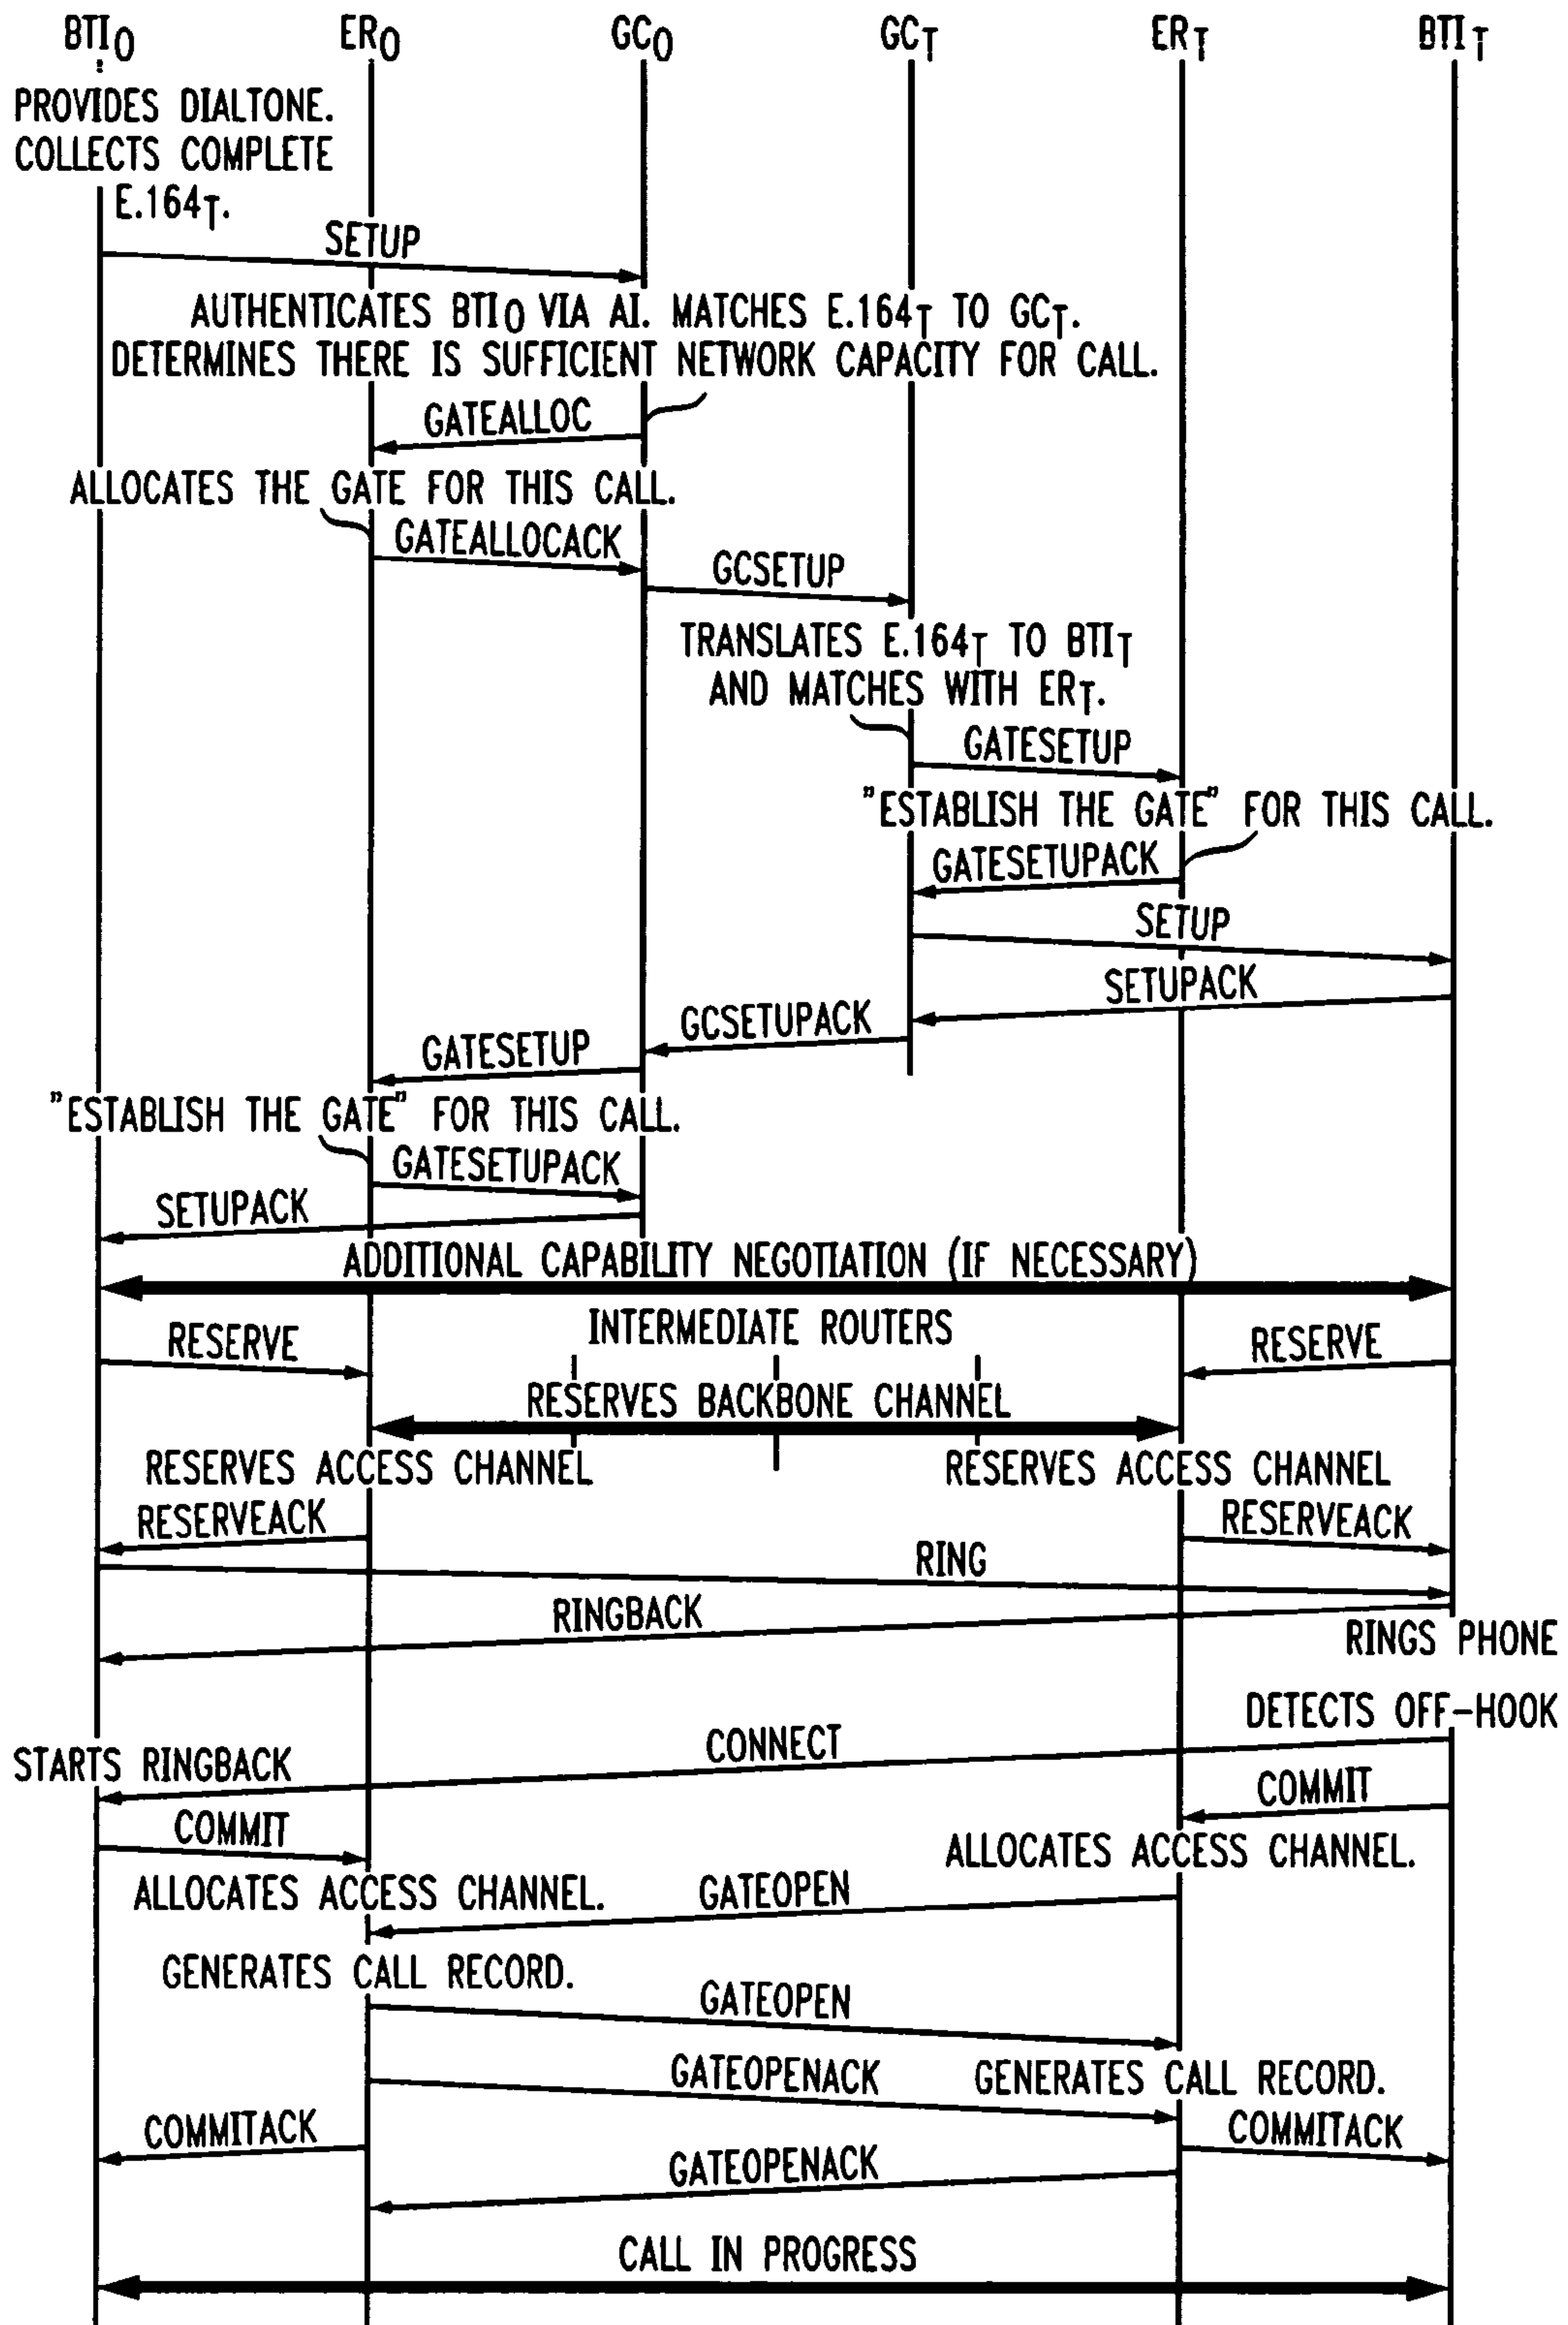 BTIO ERO GCO GCT ERT BTIT
PROVIDES DIALTONE.
COLLECTS COMPLETE
E.164T.
SETUP
AUTHENTICATES BTIO VIA AI. MATCHES E.164T TO GCT.
DETERMINES THERE IS SUFFICIENT NETWORK CAPACITY FOR CALL.
GATEALLOC
ALLOCATES THE GATE FOR THIS CALL.
GATEALLOCACK
GCSETUP
TRANSLATES E.164T TO BTIT
AND MATCHES WITH ERT.
GATESETUP
"ESTABLISH THE GATE" FOR THIS CALL.
GATESETUPACK
SETUP
SETUPACK
GCSETUPACK
GATESETUP
"ESTABLISH THE GATE" FOR THIS CALL.
GATESETUPACK
SETUPACK
ADDITIONAL CAPABILITY NEGOTIATION (IF NECESSARY)
INTERMEDIATE ROUTERS
RESERVE RESERVE
RESERVES BACKBONE CHANNEL
RESERVES ACCESS CHANNEL RESERVES ACCESS CHANNEL
RESERVEACK RESERVEACK
RING
RINGBACK
RINGS PHONE
DETECTS OFF-HOOK
CONNECT
STARTS RINGBACK
COMMIT
COMMIT
ALLOCATES ACCESS CHANNEL.
ALLOCATES ACCESS CHANNEL. GATEOPEN
GENERATES CALL RECORD.
GATEOPEN
GATEOPENACK GENERATES CALL RECORD.
COMMITACK COMMITACK
GATEOPENACK
CALL IN PROGRESS